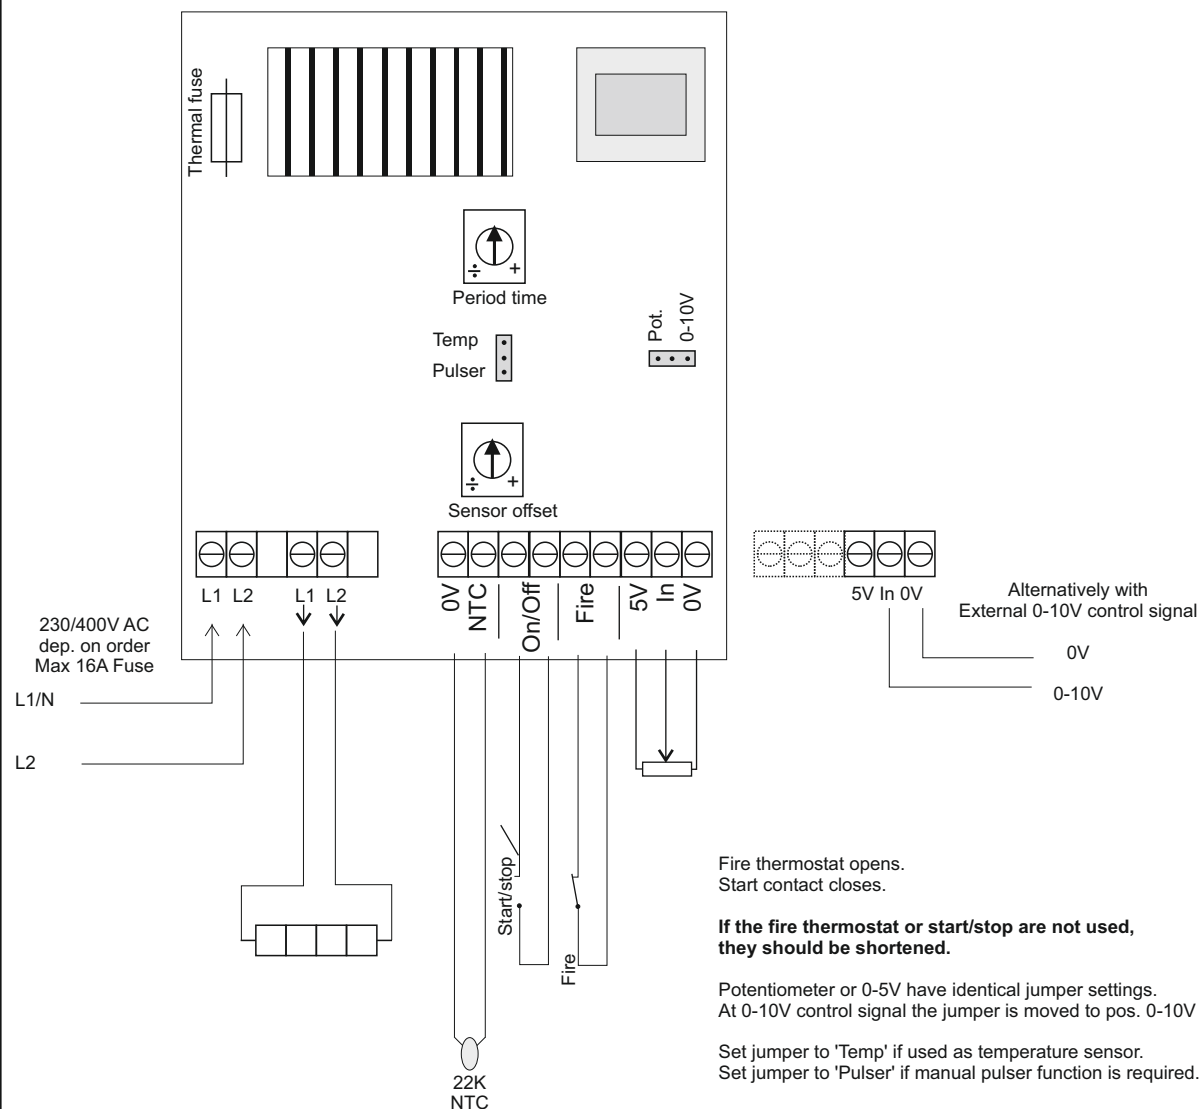 Thermal fuse
÷ +
Period time
Temp
Pulser
Pot.
0-10V
÷ +
Sensor offset
L1 L2 L1 L2
0V
NTC
On/Off
Fire
5V
In
0V
5V In 0V
Alternatively with
External 0-10V control signal
0V
0-10V
230/400V AC
dep. on order
Max 16A Fuse
L1/N
L2
Start/stop
Fire
22K
NTC
Fire thermostat opens.
Start contact closes.
If the fire thermostat or start/stop are not used,
they should be shortened.
Potentiometer or 0-5V have identical jumper settings.
At 0-10V control signal the jumper is moved to pos. 0-10V
Set jumper to 'Temp' if used as temperature sensor.
Set jumper to 'Pulser' if manual pulser function is required.